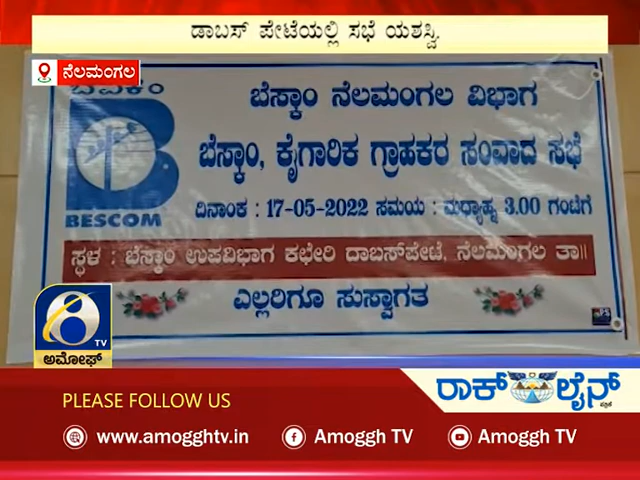 ಡಾಬಸ್ ಪೇಟೆಯಲ್ಲಿ ಸಭೆ ಯಶಸ್ವಿ.
ನೆಲಮಂಗಲ
ಬೆವಿಕಂ
BESCOM
ಬೆಸ್ಕಾಂ ನೆಲಮಂಗಲ ವಿಭಾಗ
ಬೆಸ್ಕಾಂ, ಕೈಗಾರಿಕ ಗ್ರಾಹಕರ ಸಂವಾದ ಸಭೆ
ದಿನಾಂಕ : 17-05-2022 ಸಮಯ : ಮಧ್ಯಾಹ್ನ 3.00 ಗಂಟೆಗೆ
ಸ್ಥಳ : ಬೆಸ್ಕಾಂ ಉಪವಿಭಾಗ ಕಛೇರಿ ದಾಬಸ್‌ಪೇಟೆ, ನೆಲಮಂಗಲ ತಾ||
ಎಲ್ಲರಿಗೂ ಸುಸ್ವಾಗತ
TV
ಅಮೋಘ್
ರಾಕ್ ಲೈನ್ಸ್
PLEASE FOLLOW US
www.amogghtv.in
Amoggh TV
Amoggh TV